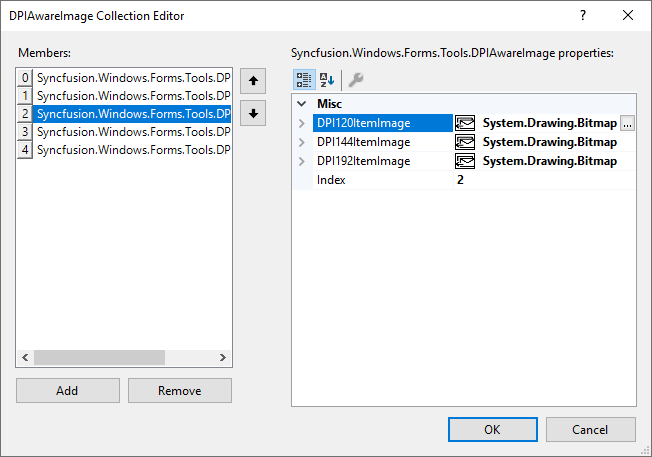 DPIAwareImage Collection Editor
?
Members:
0 Syncfusion.Windows.Forms.Tools.DP
1 Syncfusion.Windows.Forms.Tools.DP
2 Syncfusion.Windows.Forms.Tools.DP
3 Syncfusion.Windows.Forms.Tools.DP
4 Syncfusion.Windows.Forms.Tools.DP
Add Remove
Syncfusion.Windows.Forms.Tools.DPIAwareImage properties:
Misc
DPI120ItemImage System.Drawing.Bitmap ...
DPI144ItemImage System.Drawing.Bitmap
DPI192ItemImage System.Drawing.Bitmap
Index 2
OK Cancel